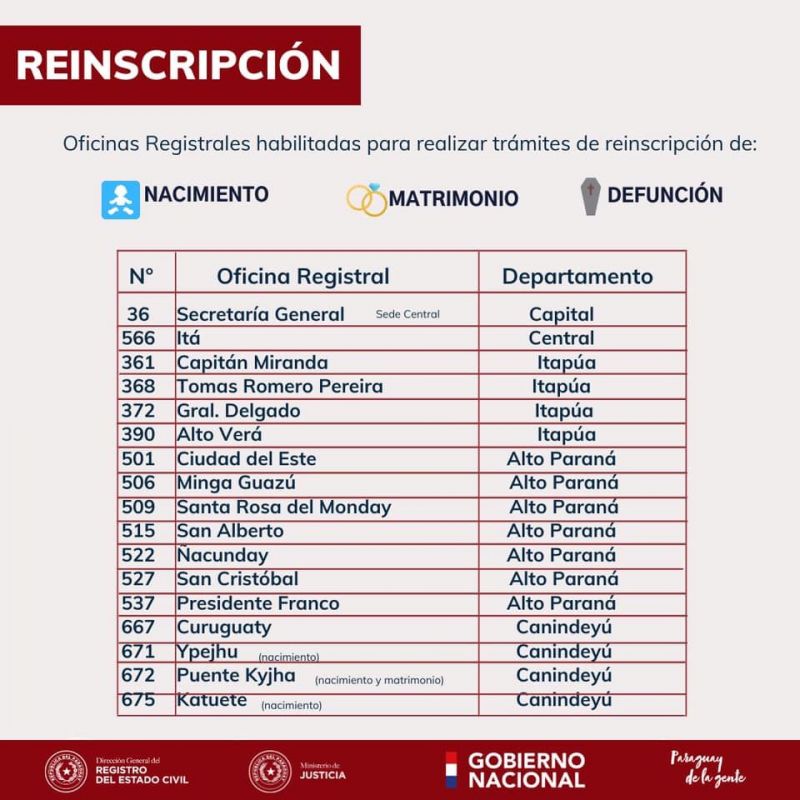 REINSCRIPCIÓN
Oficinas Registrales habilitadas para realizar trámites de reinscripción de:
NACIMIENTO MATRIMONIO DEFUNCIÓN
N° Oficina Registral Departamento
36 Secretaría General Sede Central Capital
566 Itá Central
361 Capitán Miranda Itapúa
368 Tomas Romero Pereira Itapúa
372 Gral. Delgado Itapúa
390 Alto Verá Itapúa
501 Ciudad del Este Alto Paraná
506 Minga Guazú Alto Paraná
509 Santa Rosa del Monday Alto Paraná
515 San Alberto Alto Paraná
522 Ñacunday Alto Paraná
527 San Cristóbal Alto Paraná
537 Presidente Franco Alto Paraná
667 Curuguaty Canindeyú
671 Ypejhu (nacimiento) Canindeyú
672 Puente Kyjha (nacimiento y matrimonio) Canindeyú
675 Katuete (nacimiento) Canindeyú
Dirección General del
REGISTRO
DEL ESTADO CIVIL
Ministerio de
JUSTICIA
GOBIERNO
NACIONAL
Paraguay
de la gente